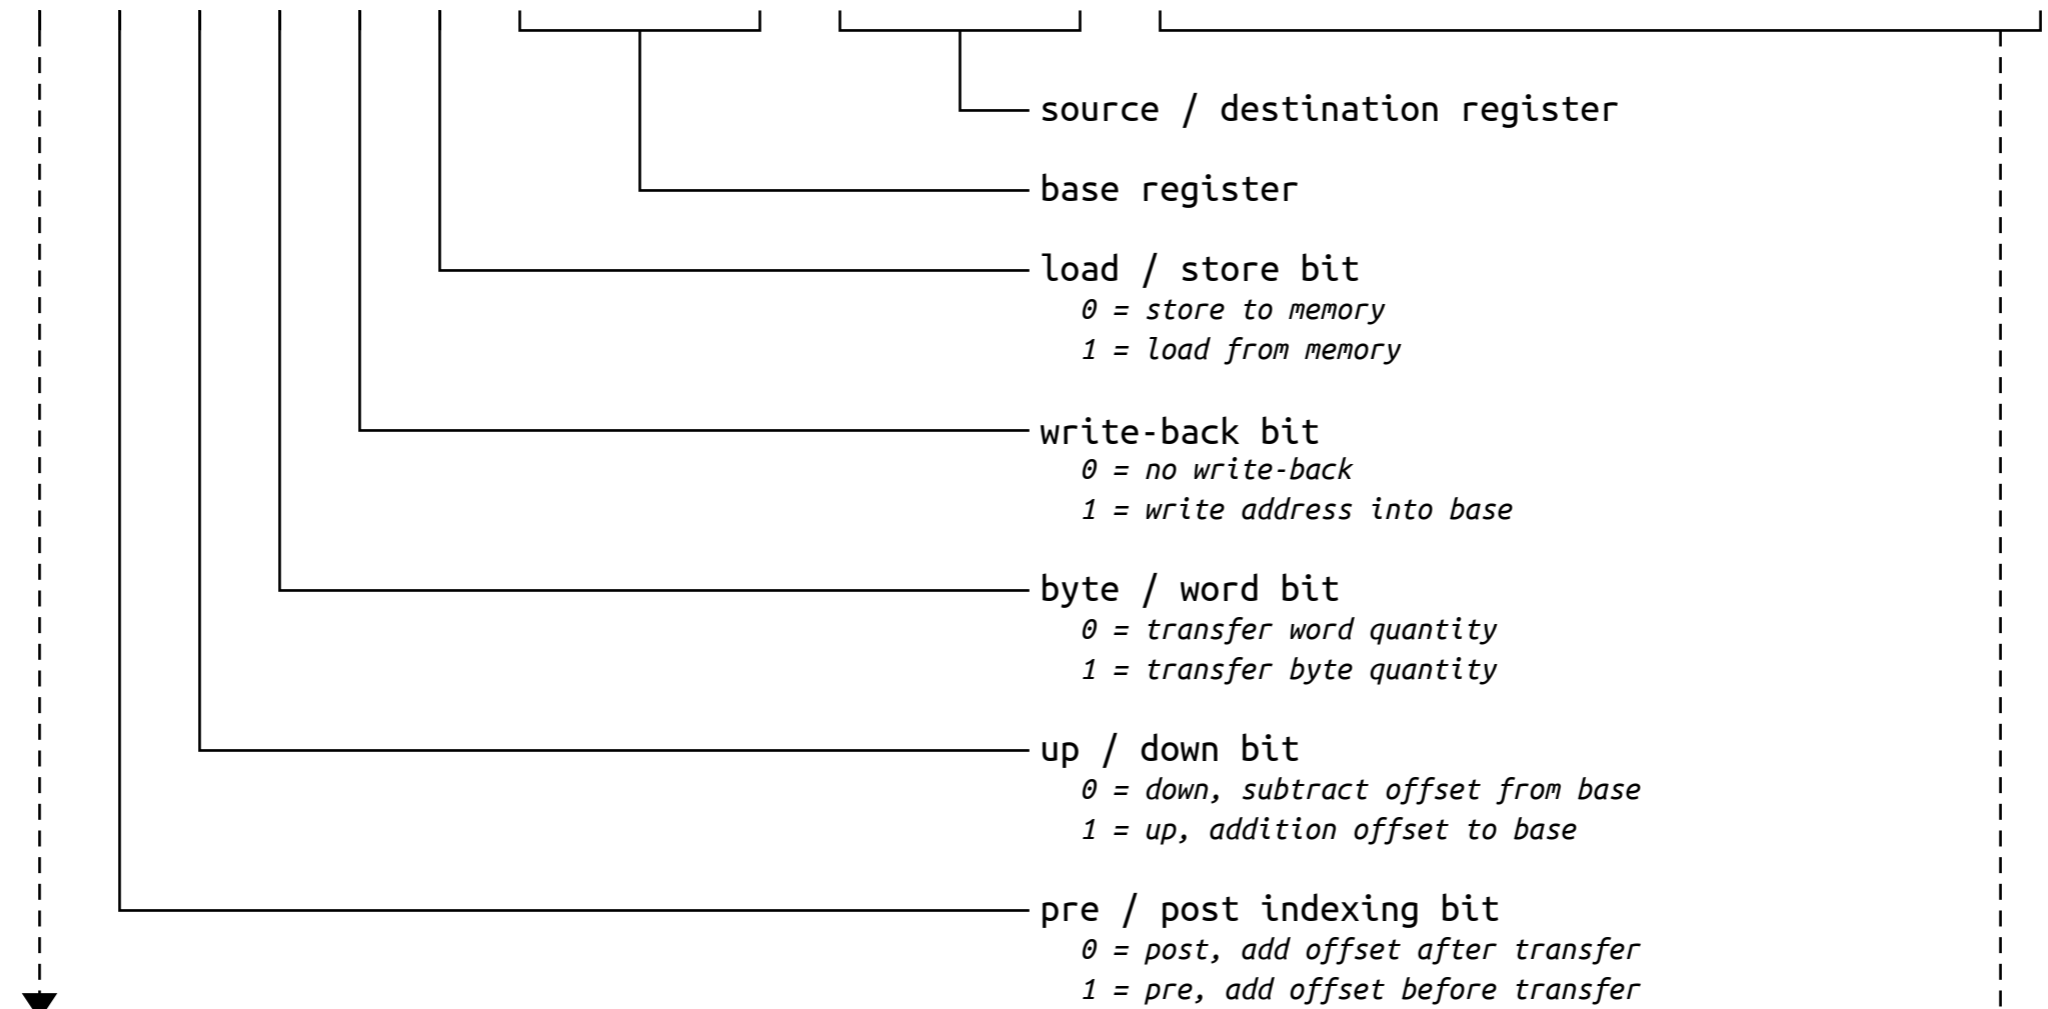 source / destination register
base register
load / store bit
0 = store to memory
1 = load from memory
write-back bit
0 = no write-back
1 = write address into base
byte / word bit
0 = transfer word quantity
1 = transfer byte quantity
up / down bit
0 = down, subtract offset from base
1 = up, addition offset to base
pre / post indexing bit
0 = post, add offset after transfer
1 = pre, add offset before transfer